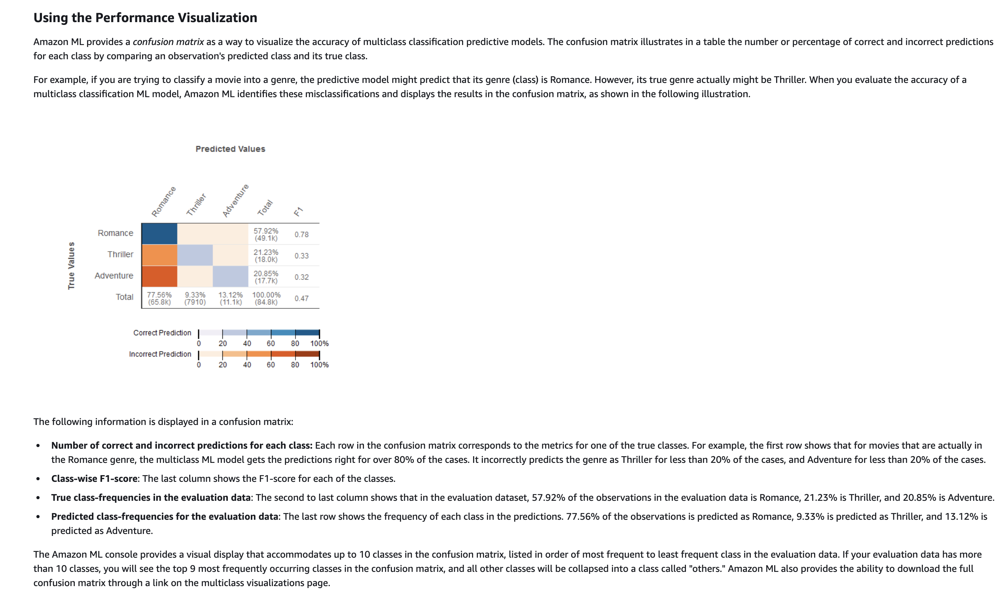 Using the Performance Visualization
Amazon ML provides a confusion matrix as a way to visualize the accuracy of multiclass classification predictive models. The confusion matrix illustrates in a table the number or percentage of correct and incorrect predictions
for each class by comparing an observation's predicted class and its true class.
For example, if you are trying to classify a movie into a genre, the predictive model might predict that its genre (class) is Romance. However, its true genre actually might be Thriller. When you evaluate the accuracy of a
multiclass classification ML model, Amazon ML identifies these misclassifications and displays the results in the confusion matrix, as shown in the following illustration.
Predicted Values
Romance Thriller Adventure Total F1
True Values
Romance 57.92% (49.1k) 0.78
Thriller 21.23% (18.0k) 0.33
Adventure 20.85% (17.7k) 0.32
Total 77.56% (65.8k) 9.33% (7910) 13.12% (11.1k) 100.00% (84.8k) 0.47
Correct Prediction
0 20 40 60 80 100%
Incorrect Prediction
0 20 40 60 80 100%
The following information is displayed in a confusion matrix:
• Number of correct and incorrect predictions for each class: Each row in the confusion matrix corresponds to the metrics for one of the true classes. For example, the first row shows that for movies that are actually in
the Romance genre, the multiclass ML model gets the predictions right for over 80% of the cases. It incorrectly predicts the genre as Thriller for less than 20% of the cases, and Adventure for less than 20% of the cases.
• Class-wise F1-score: The last column shows the F1-score for each of the classes.
• True class-frequencies in the evaluation data: The second to last column shows that in the evaluation dataset, 57.92% of the observations in the evaluation data is Romance, 21.23% is Thriller, and 20.85% is Adventure.
• Predicted class-frequencies for the evaluation data: The last row shows the frequency of each class in the predictions. 77.56% of the observations is predicted as Romance, 9.33% is predicted as Thriller, and 13.12% is
predicted as Adventure.
The Amazon ML console provides a visual display that accommodates up to 10 classes in the confusion matrix, listed in order of most frequent to least frequent class in the evaluation data. If your evaluation data has more
than 10 classes, you will see the top 9 most frequently occurring classes in the confusion matrix, and all other classes will be collapsed into a class called "others." Amazon ML also provides the ability to download the full
confusion matrix through a link on the multiclass visualizations page.